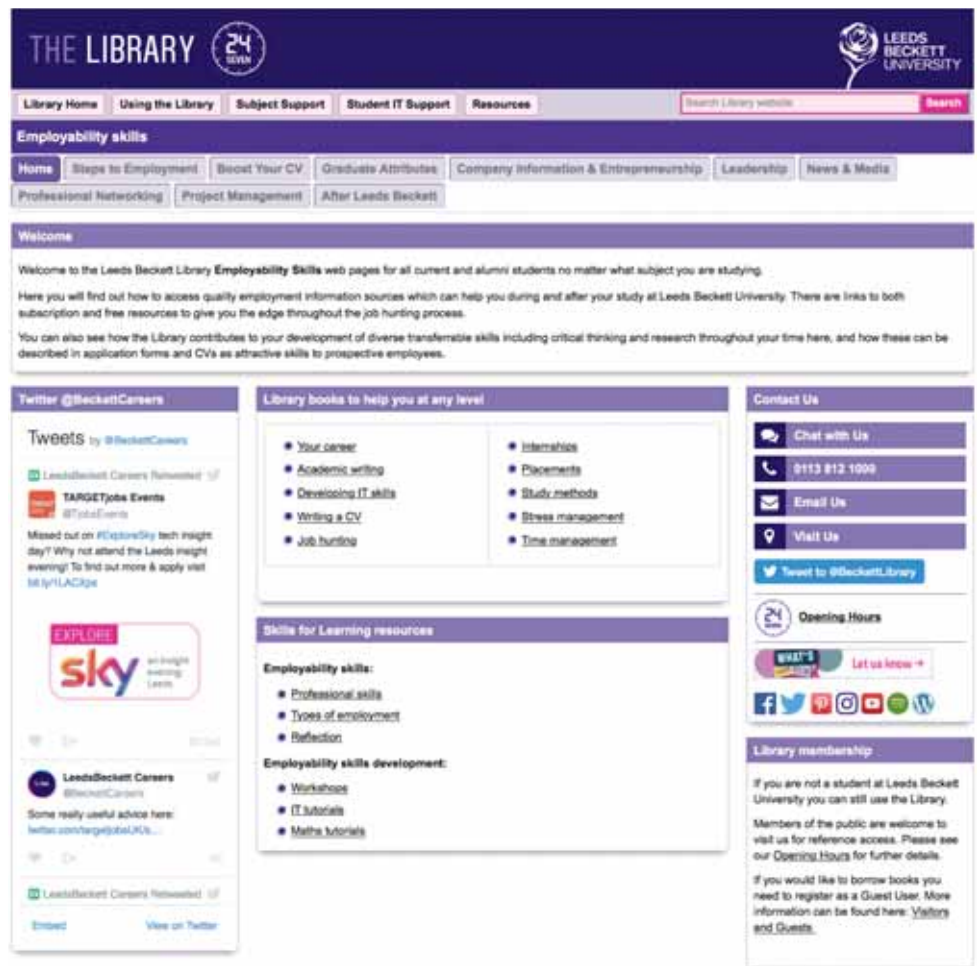 THE LIBRARY 24 SEVEN
LEEDS
BECKETT
UNIVERSITY
Library Home Using the Library Subject Support Student IT Support Resources Search Library website Search
Employability skills
Home Steps to Employment Boost Your CV Graduate Attributes Company Information & Entrepreneurship Leadership News & Media
Professional Networking Project Management After Leeds Beckett
Welcome
Welcome to the Leeds Beckett Library Employability Skills web pages for all current and alumni students no matter what subject you are studying.
Here you will find out how to access quality employment information sources which can help you during and after your study at Leeds Beckett University. There are links to both
subscription and free resources to give you the edge throughout the job hunting process.
You can also see how the Library contributes to your development of diverse transferrable skills including critical thinking and research throughout your time here, and how these can be
described in application forms and CVs as attractive skills to prospective employees.
Twitter @BeckettCareers
Tweets by @BeckettCareers
LeedsBeckett Careers Retweeted
TARGETjobs Events
@TjobsEvents
Missed out on #ExploreSky tech insight
day? Why not attend the Leeds insight
evening! To find out more & apply visit
EXPLORE
sky
an insight
evening
Leeds
LeedsBeckett Careers
@BeckettCareers
Some really useful advice here:
LeedsBeckett Careers Retweeted
Embed View on Twitter
Library books to help you at any level
Your career
Academic writing
Developing IT skills
Writing a CV
Job hunting
Internships
Placements
Study methods
Stress management
Time management
Skills for Learning resources
Employability skills:
Professional skills
Types of employment
Reflection
Employability skills development:
Workshops
IT tutorials
Maths tutorials
Contact Us
Chat with Us
0113 812 1000
Email Us
Visit Us
Tweet to @BeckettLibrary
24 SEVEN Opening Hours
WHAT'S
Let us know →
Library membership
If you are not a student at Leeds Beckett
University you can still use the Library.
Members of the public are welcome to
visit us for reference access. Please see
our Opening Hours for further details.
If you would like to borrow books you
need to register as a Guest User. More
information can be found here: Visitors
and Guests.